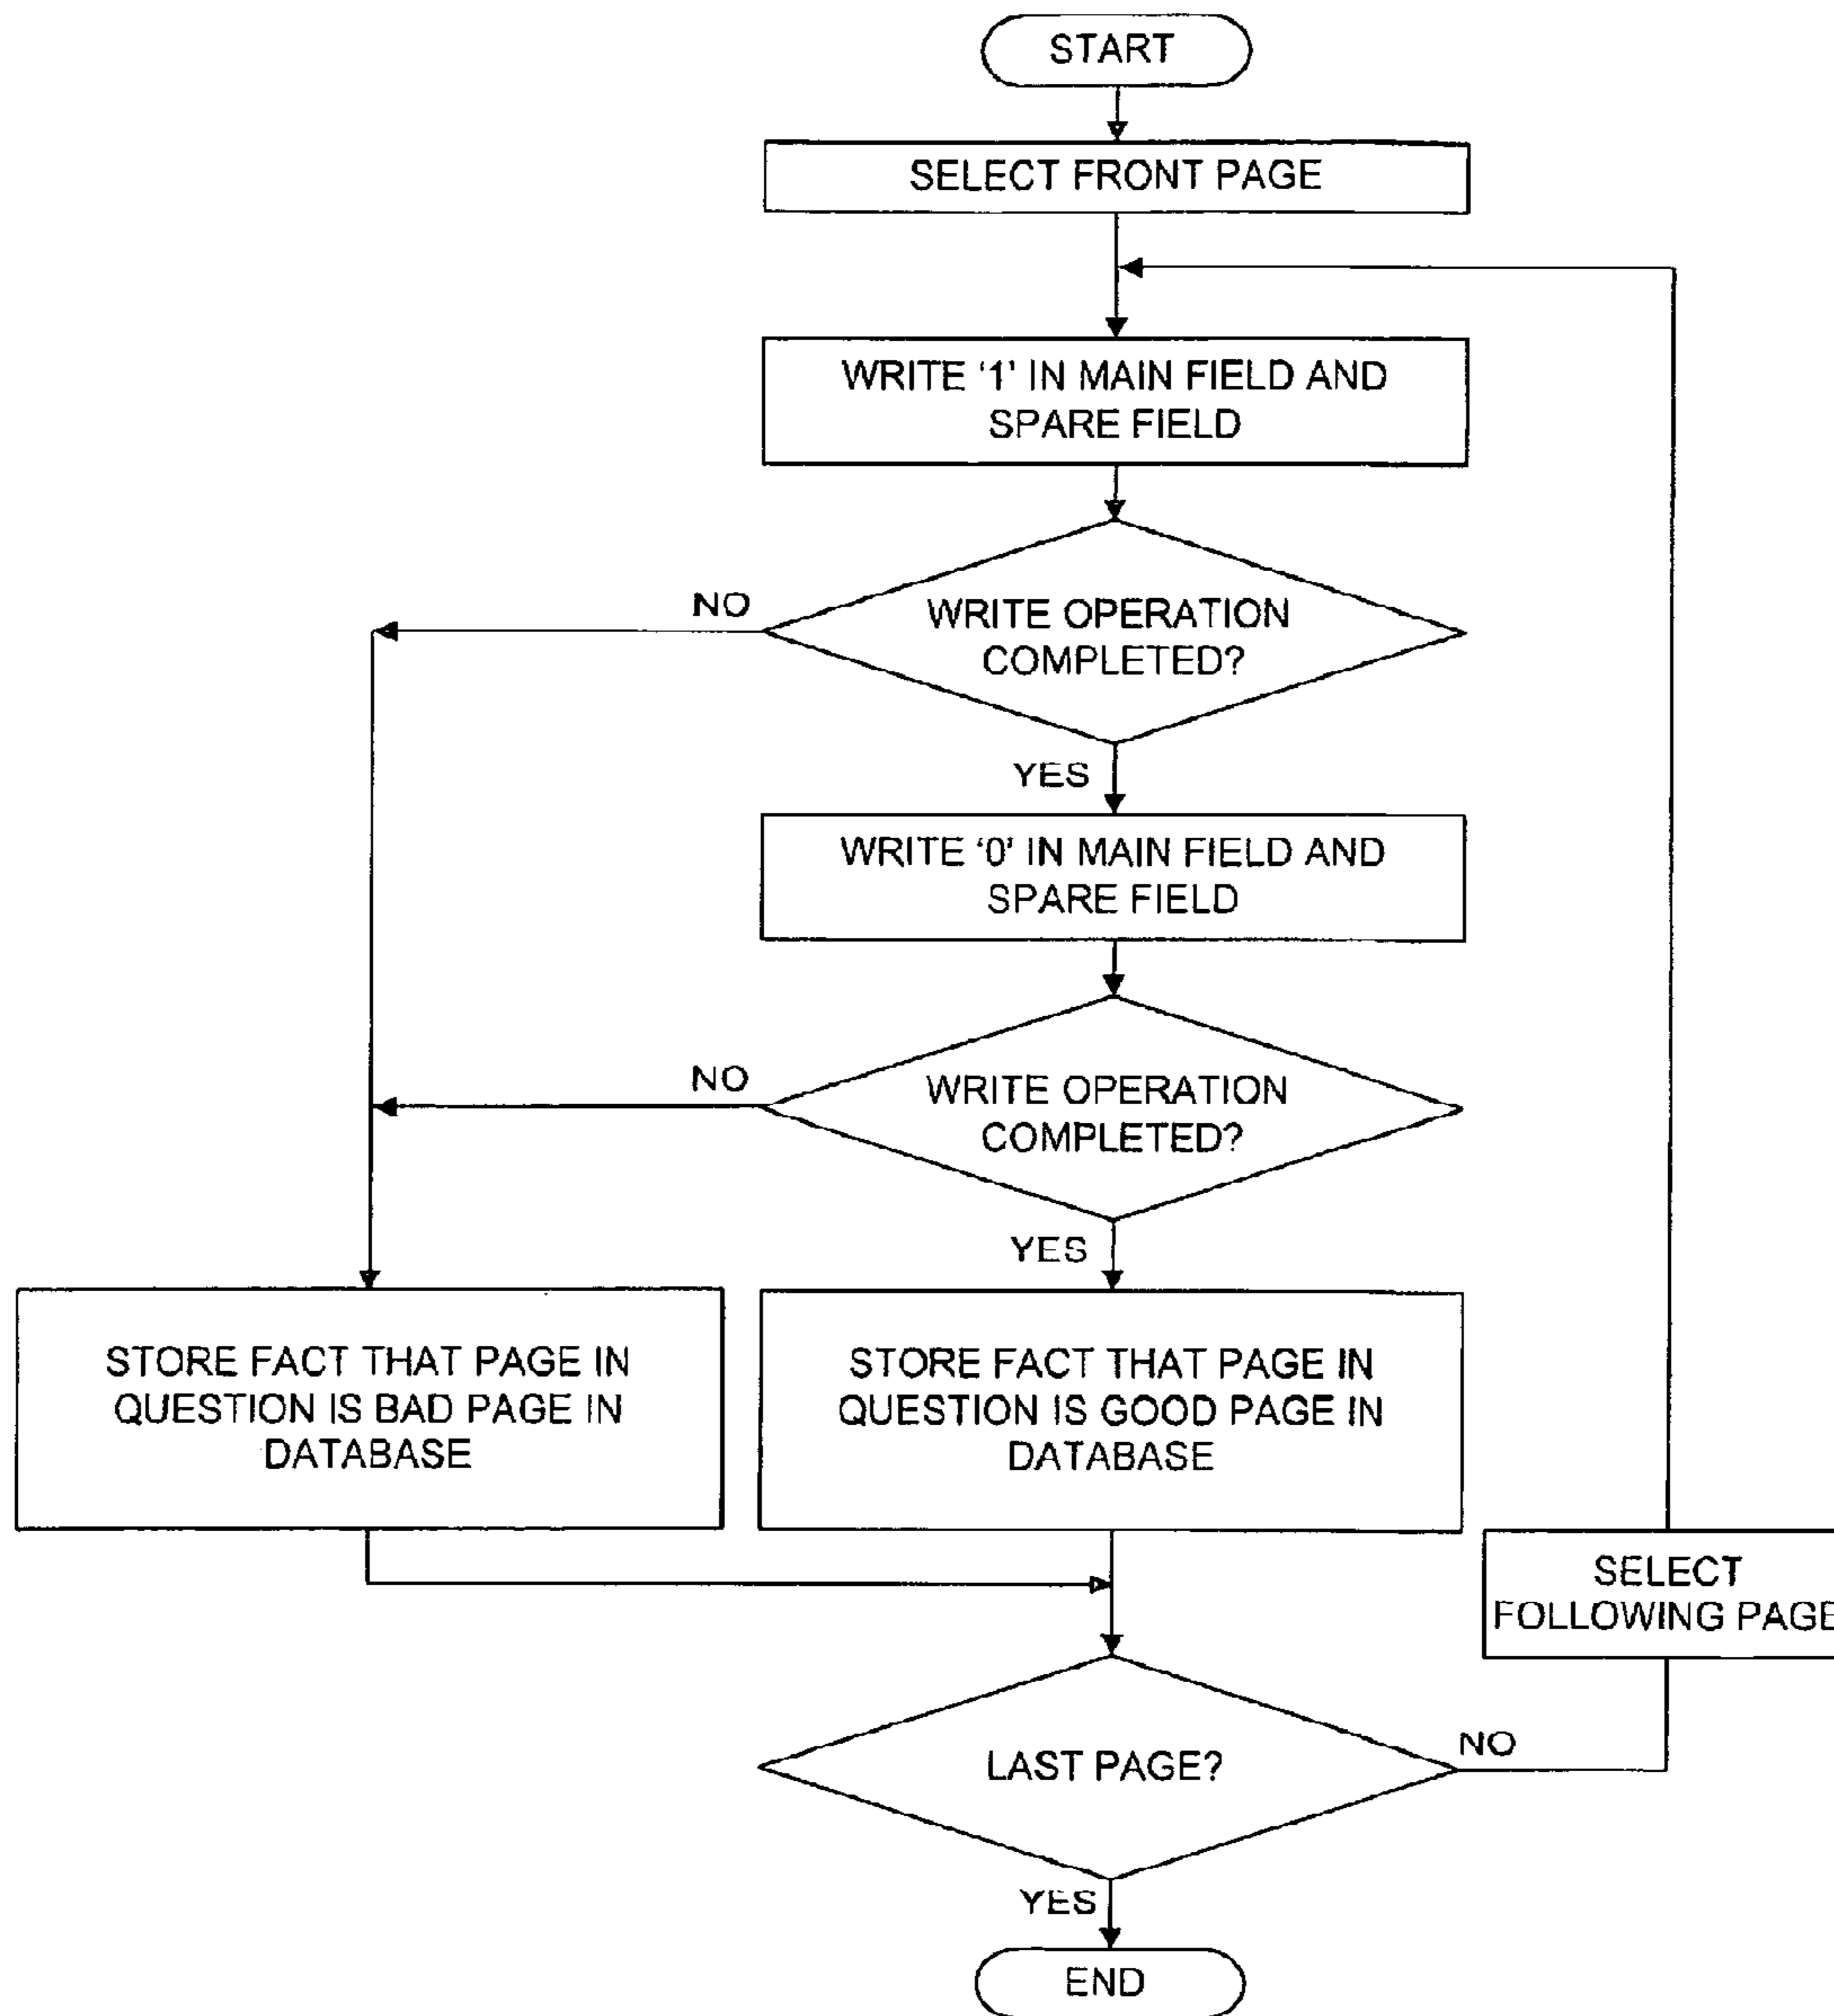 START
SELECT FRONT PAGE
WRITE ‘1’ IN MAIN FIELD AND
SPARE FIELD
NO
WRITE OPERATION
COMPLETED?
YES
WRITE ‘0’ IN MAIN FIELD AND
SPARE FIELD
NO
WRITE OPERATION
COMPLETED?
YES
STORE FACT THAT PAGE IN
QUESTION IS BAD PAGE IN
DATABASE
STORE FACT THAT PAGE IN
QUESTION IS GOOD PAGE IN
DATABASE
SELECT
FOLLOWING PAGE
LAST PAGE?
NO
YES
END